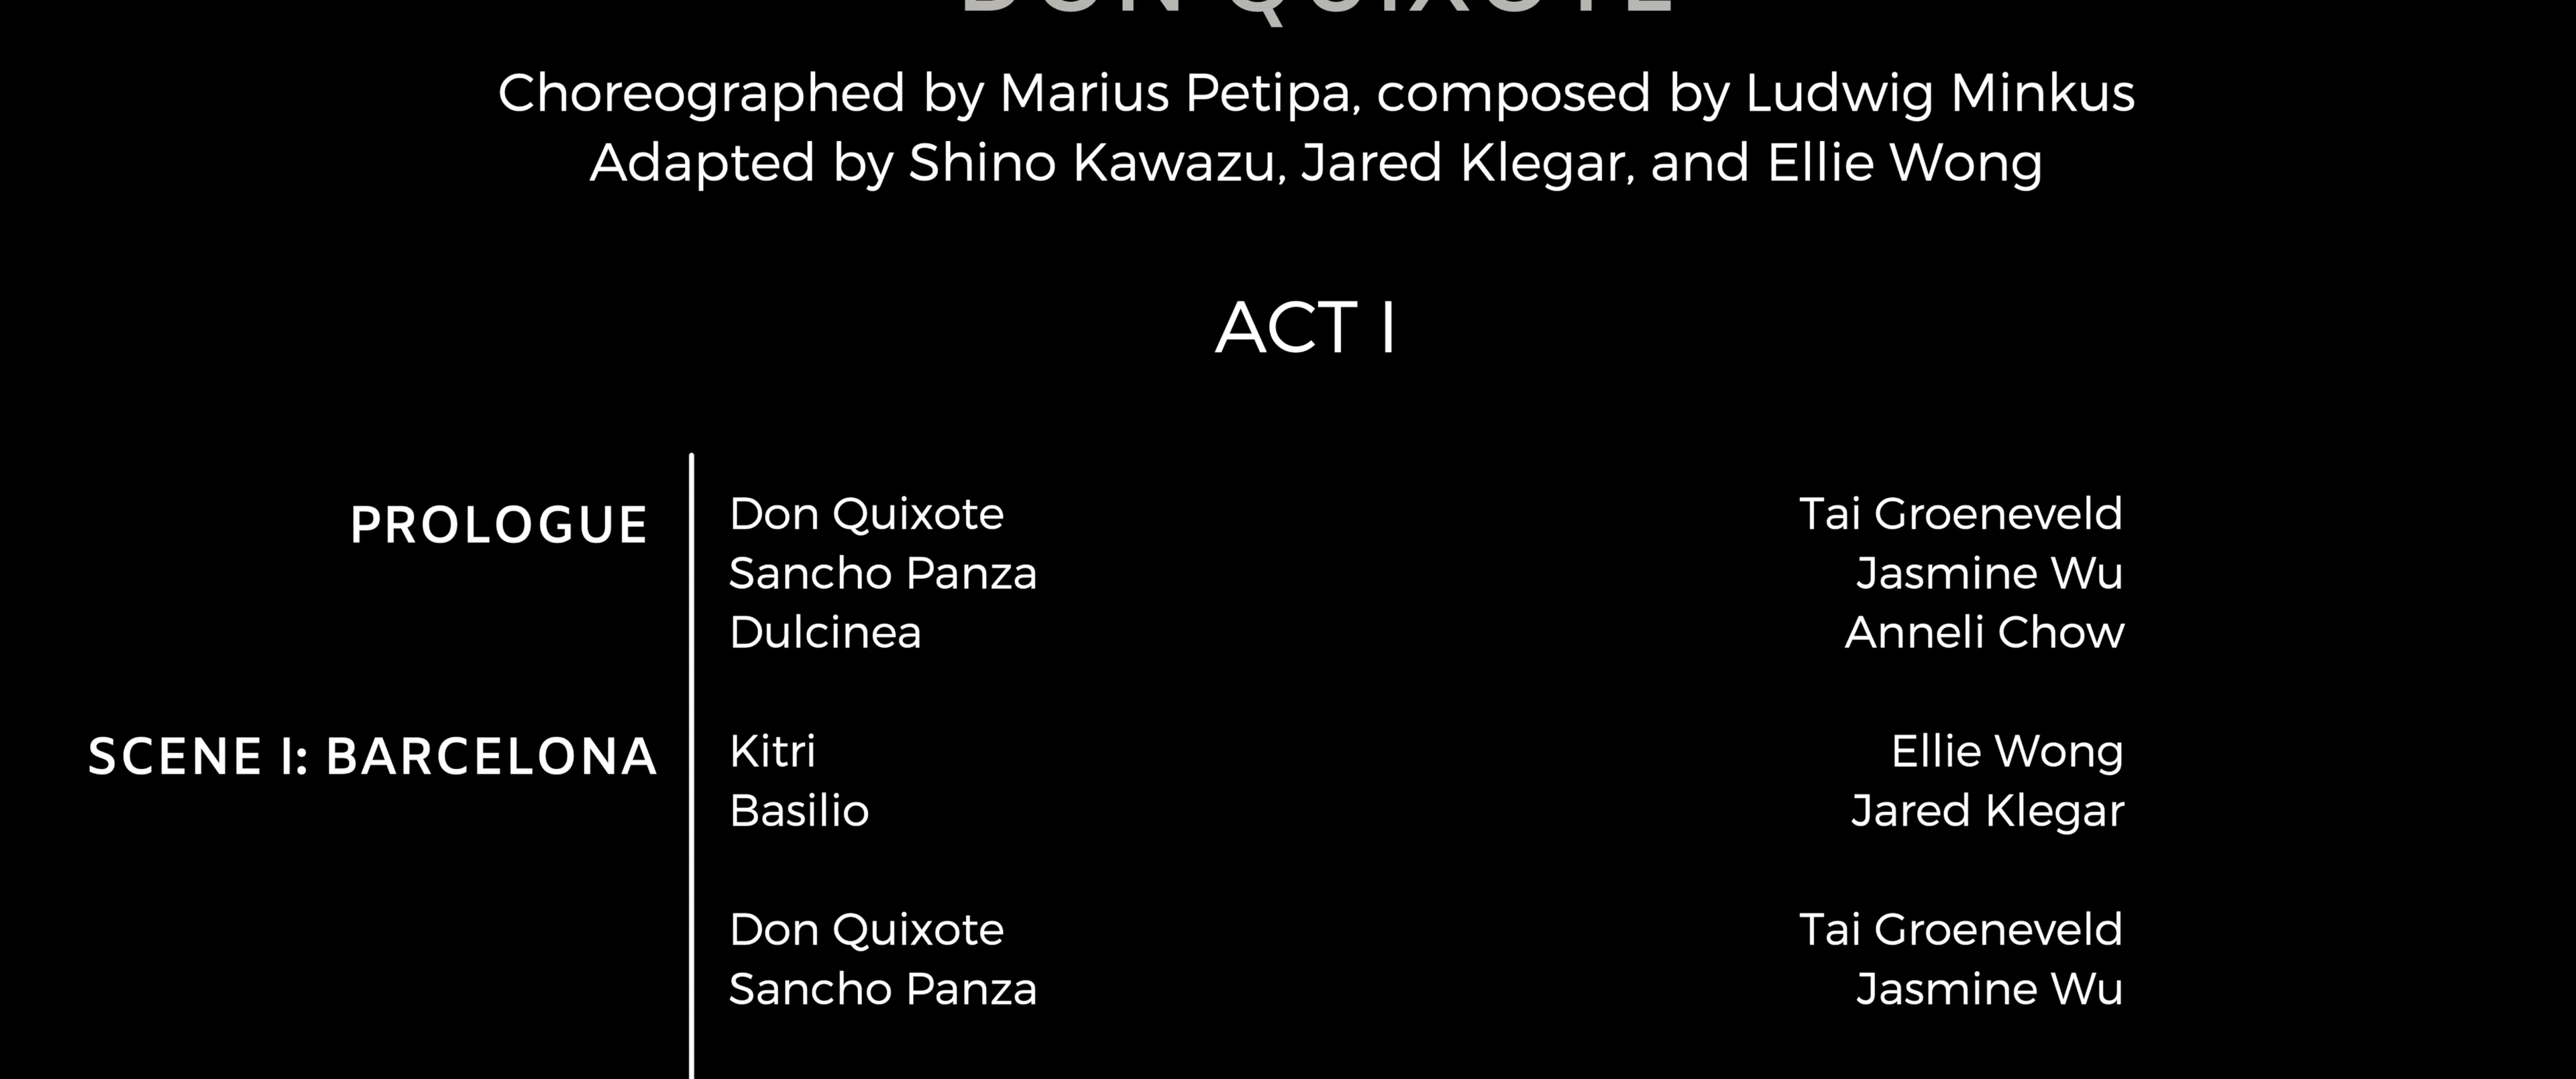 DON QUIXOTE
Choreographed by Marius Petipa, composed by Ludwig Minkus
Adapted by Shino Kawazu, Jared Klegar, and Ellie Wong
ACT I
PROLOGUE
Don Quixote Tai Groeneveld
Sancho Panza Jasmine Wu
Dulcinea Anneli Chow
SCENE I: BARCELONA
Kitri Ellie Wong
Basilio Jared Klegar
Don Quixote Tai Groeneveld
Sancho Panza Jasmine Wu